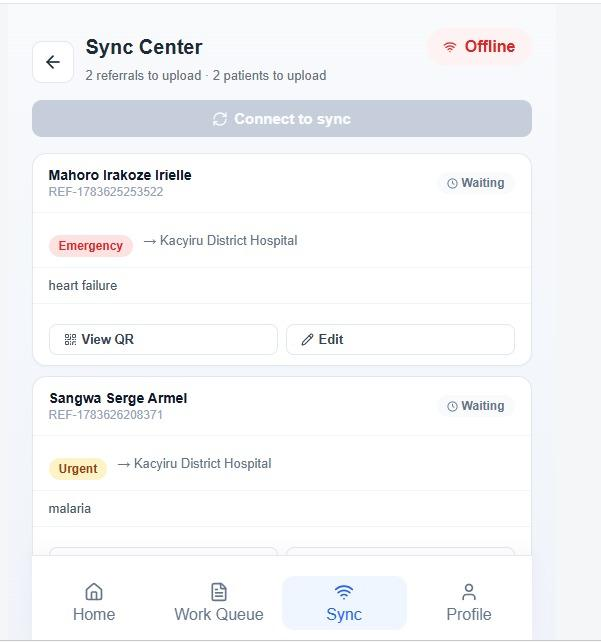 Sync Center
Offline
2 referrals to upload · 2 patients to upload
Connect to sync
Mahoro Irakoze Irielle
REF-1783625253522
Waiting
Emergency → Kacyiru District Hospital
heart failure
View QR
Edit
Sangwa Serge Armel
REF-1783626208371
Waiting
Urgent → Kacyiru District Hospital
malaria
Home
Work Queue
Sync
Profile